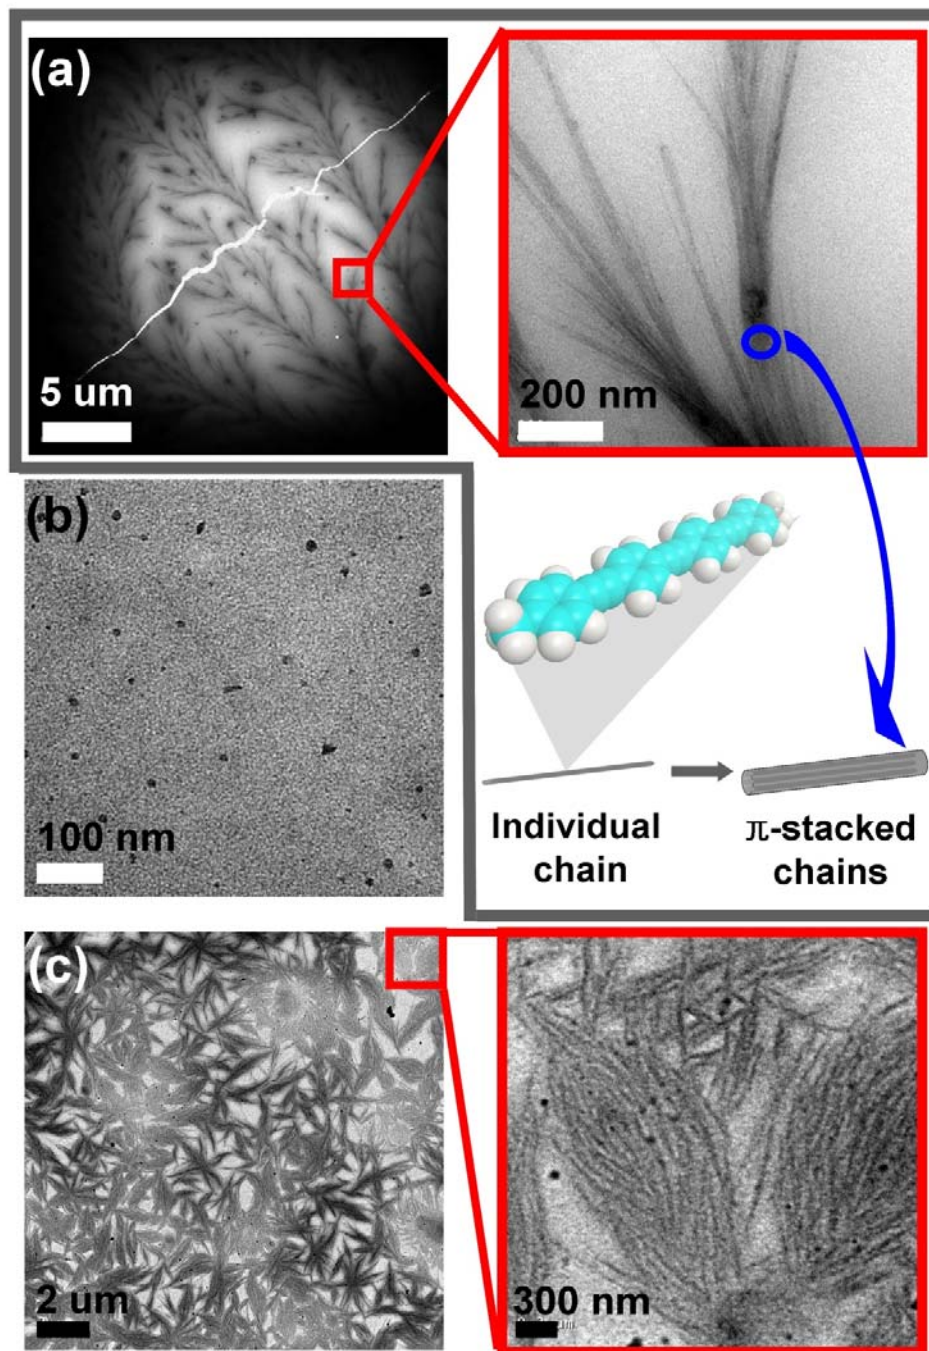 (a)
5 um
200 nm
(b)
100 nm
Individual
chain
π-stacked
chains
(c)
2 um
300 nm